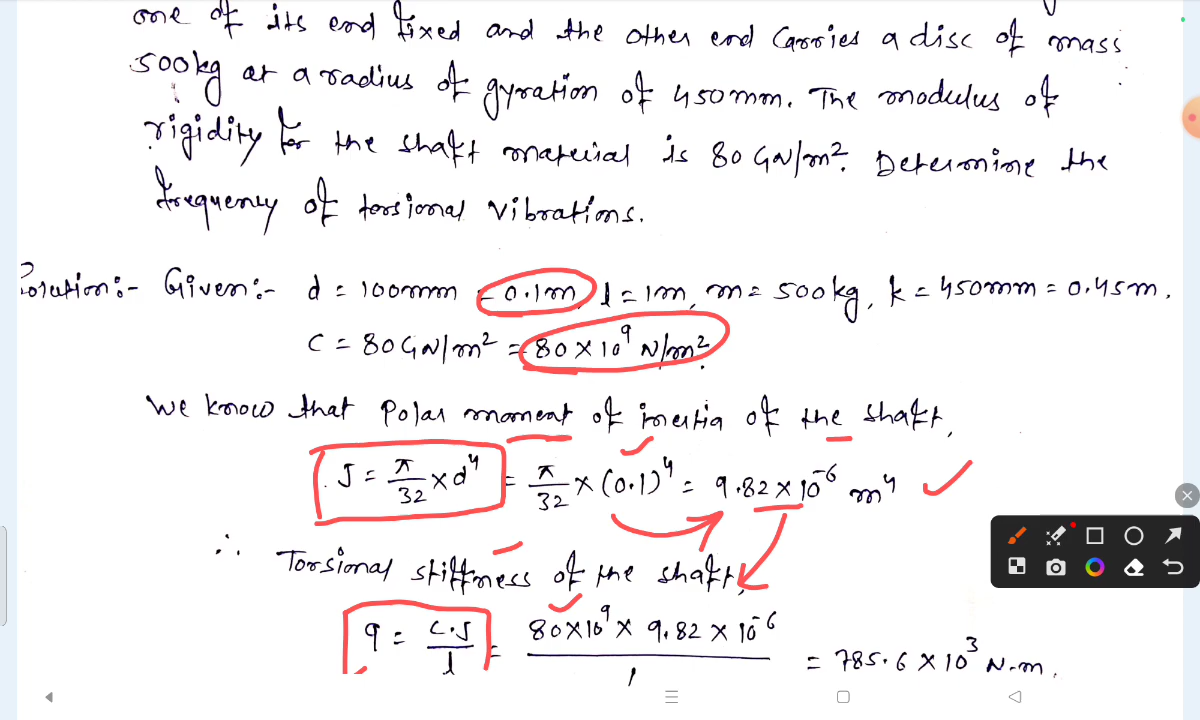 one of its end fixed and the other end carries a disc of mass
500kg at a radius of gyration of 450mm. The modulus of
rigidity for the shaft material is 80 GN/m². Determine the
frequency of torsional vibrations.
Solution:- Given:- d = 100mm = 0.1m, l = 1m, m = 500kg, k = 450mm = 0.45m.
C = 80GN/m² = 80 × 10⁹ N/m².
We know that Polar moment of inertia of the shaft,
J = π/32 × d⁴ = π/32 × (0.1)⁴ = 9.82 × 10⁻⁶ m⁴
∴ Torsional stiffness of the shaft,
q = C.J/l = 80×10⁹ × 9.82 × 10⁻⁶ / 1 = 785.6 × 10³ N-m.